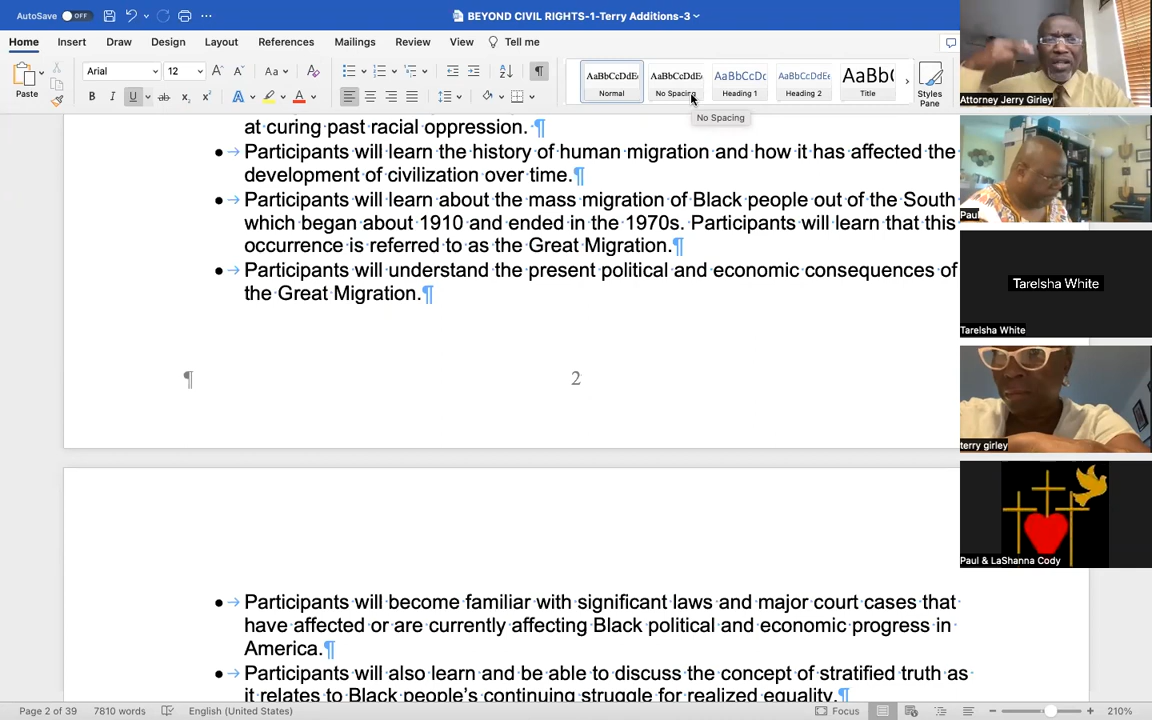 AutoSave OFF
BEYOND CIVIL RIGHTS-1-Terry Additions-3
Home Insert Draw Design Layout References Mailings Review View Tell me
Paste
Arial 12
Aa
B I U ab x² A A
AaBbCcDdEe Normal
AaBbCcDdEe No Spacing
AaBbCcDc Heading 1
AaBbCcDdEe Heading 2
AaBb( Title
Styles Pane
No Spacing
at curing past racial oppression. ¶
• Participants will learn the history of human migration and how it has affected the
development of civilization over time.¶
• Participants will learn about the mass migration of Black people out of the South
which began about 1910 and ended in the 1970s. Participants will learn that this
occurrence is referred to as the Great Migration.¶
• Participants will understand the present political and economic consequences of
the Great Migration.¶
¶ 2
• Participants will become familiar with significant laws and major court cases that
have affected or are currently affecting Black political and economic progress in
America.¶
• Participants will also learn and be able to discuss the concept of stratified truth as
it relates to Black people's continuing struggle for realized equality.¶
Page 2 of 39 7810 words English (United States) Focus 210%
Attorney Jerry Girley
Paul
Tarelsha White
Tarelsha White
terry girley
Paul & LaShanna Cody